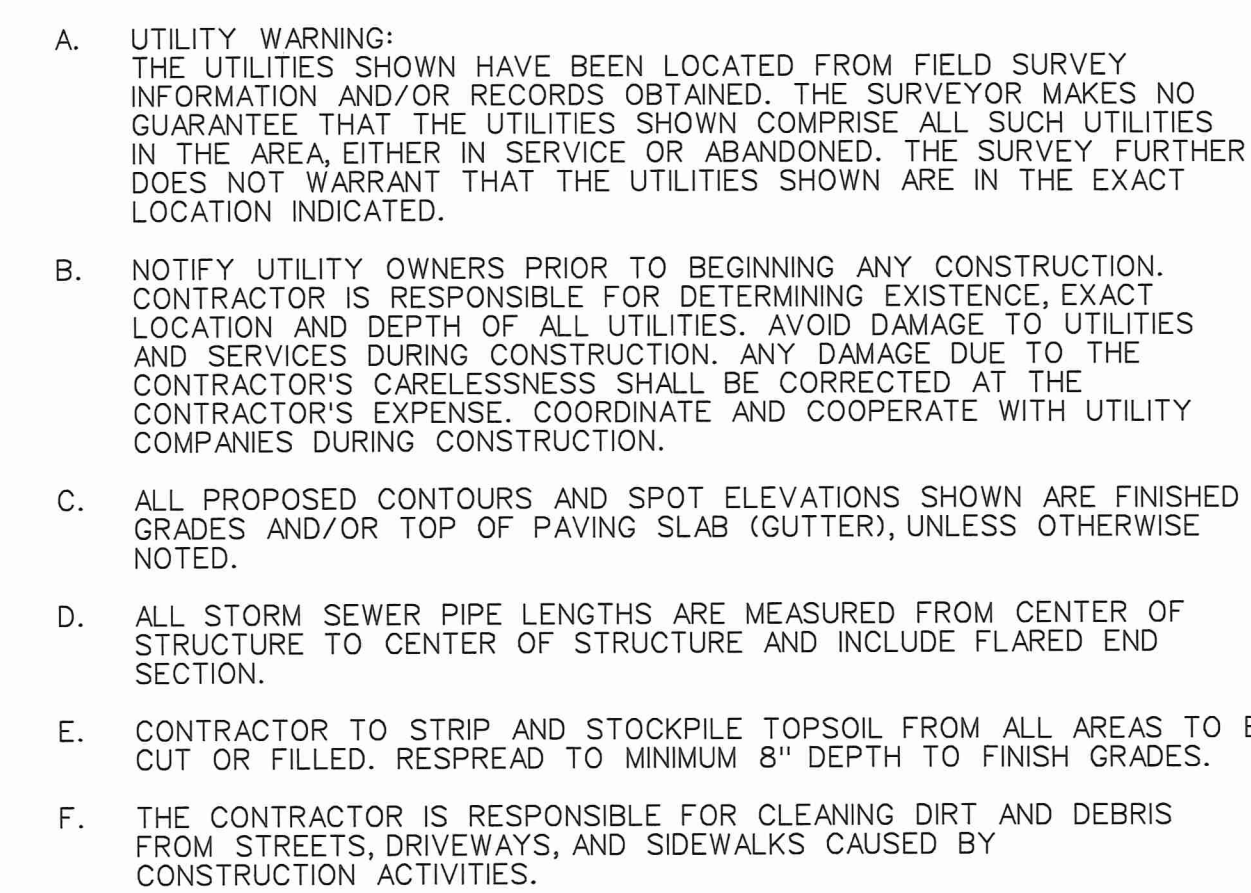 A. UTILITY WARNING:
THE UTILITIES SHOWN HAVE BEEN LOCATED FROM FIELD SURVEY
INFORMATION AND/OR RECORDS OBTAINED. THE SURVEYOR MAKES NO
GUARANTEE THAT THE UTILITIES SHOWN COMPRISE ALL SUCH UTILITIES
IN THE AREA, EITHER IN SERVICE OR ABANDONED. THE SURVEY FURTHER
DOES NOT WARRANT THAT THE UTILITIES SHOWN ARE IN THE EXACT
LOCATION INDICATED.
B. NOTIFY UTILITY OWNERS PRIOR TO BEGINNING ANY CONSTRUCTION.
CONTRACTOR IS RESPONSIBLE FOR DETERMINING EXISTENCE, EXACT
LOCATION AND DEPTH OF ALL UTILITIES. AVOID DAMAGE TO UTILITIES
AND SERVICES DURING CONSTRUCTION. ANY DAMAGE DUE TO THE
CONTRACTOR'S CARELESSNESS SHALL BE CORRECTED AT THE
CONTRACTOR'S EXPENSE. COORDINATE AND COOPERATE WITH UTILITY
COMPANIES DURING CONSTRUCTION.
C. ALL PROPOSED CONTOURS AND SPOT ELEVATIONS SHOWN ARE FINISHED
GRADES AND/OR TOP OF PAVING SLAB (GUTTER), UNLESS OTHERWISE
NOTED.
D. ALL STORM SEWER PIPE LENGTHS ARE MEASURED FROM CENTER OF
STRUCTURE TO CENTER OF STRUCTURE AND INCLUDE FLARED END
SECTION.
E. CONTRACTOR TO STRIP AND STOCKPILE TOPSOIL FROM ALL AREAS TO
CUT OR FILLED. RESPREAD TO MINIMUM 8" DEPTH TO FINISH GRADES.
F. THE CONTRACTOR IS RESPONSIBLE FOR CLEANING DIRT AND DEBRIS
FROM STREETS, DRIVEWAYS, AND SIDEWALKS CAUSED BY
CONSTRUCTION ACTIVITIES.